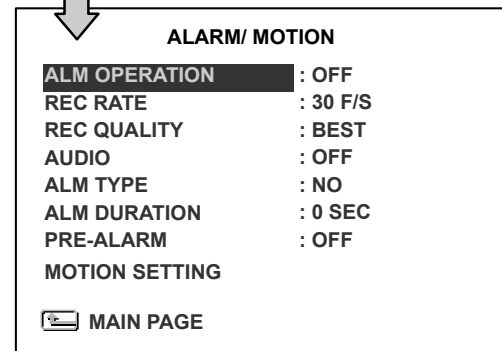 ALARM/ MOTION
ALM OPERATION : OFF
REC RATE : 30 F/S
REC QUALITY : BEST
AUDIO : OFF
ALM TYPE : NO
ALM DURATION : 0 SEC
PRE-ALARM : OFF
MOTION SETTING
MAIN PAGE